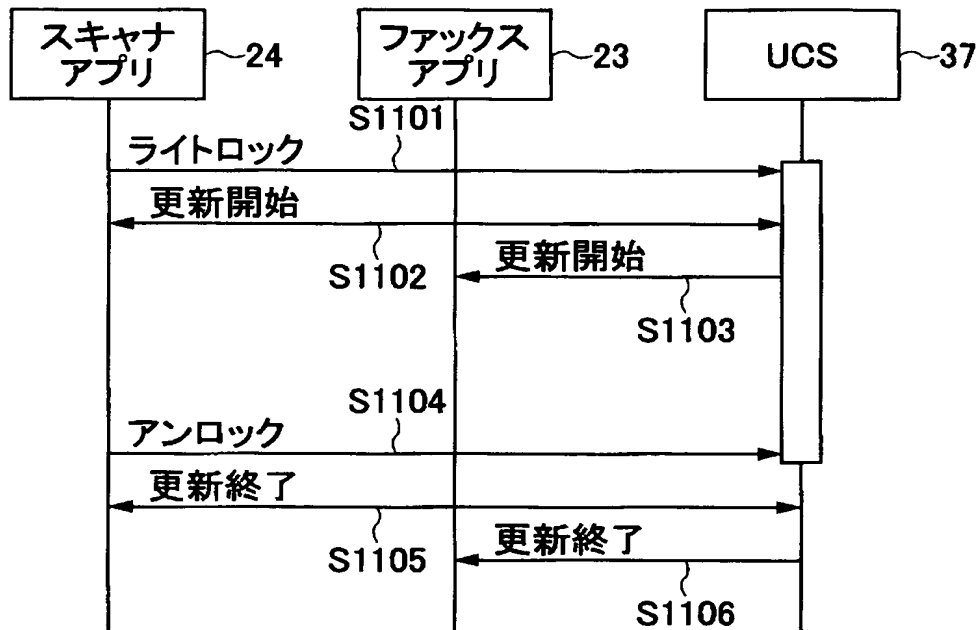 スキャナ
アプリ
24
ファックス
アプリ
23
UCS
37
S1101
ライトロック
更新開始
S1102
更新開始
S1103
S1104
アンロック
更新終了
S1105
更新終了
S1106